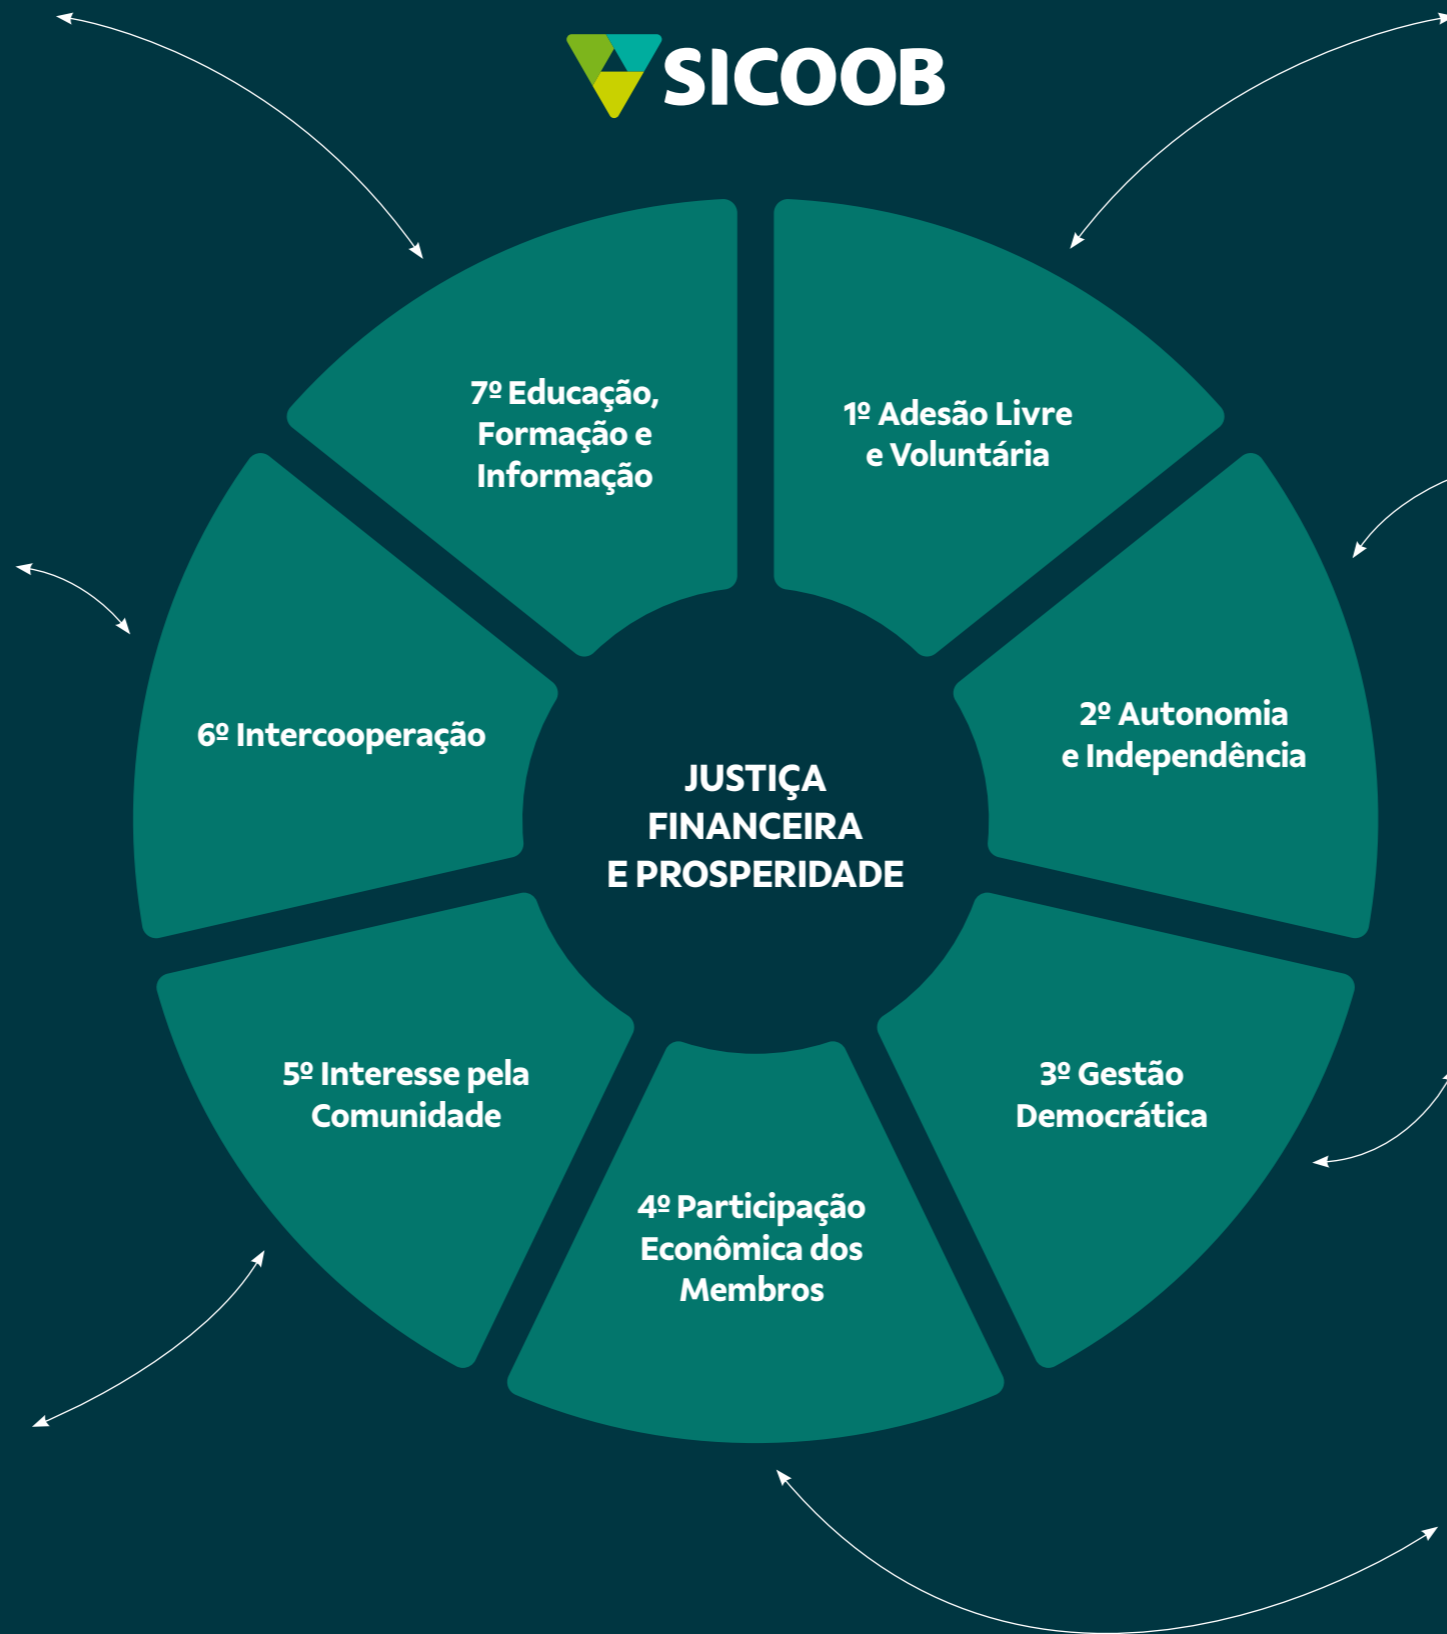 SICOOB
1º Adesão Livre
e Voluntária
2º Autonomia
e Independência
3º Gestão
Democrática
4º Participação
Econômica dos
Membros
5º Interesse pela
Comunidade
6º Intercooperação
7º Educação,
Formação e
Informação
JUSTIÇA
FINANCEIRA
E PROSPERIDADE